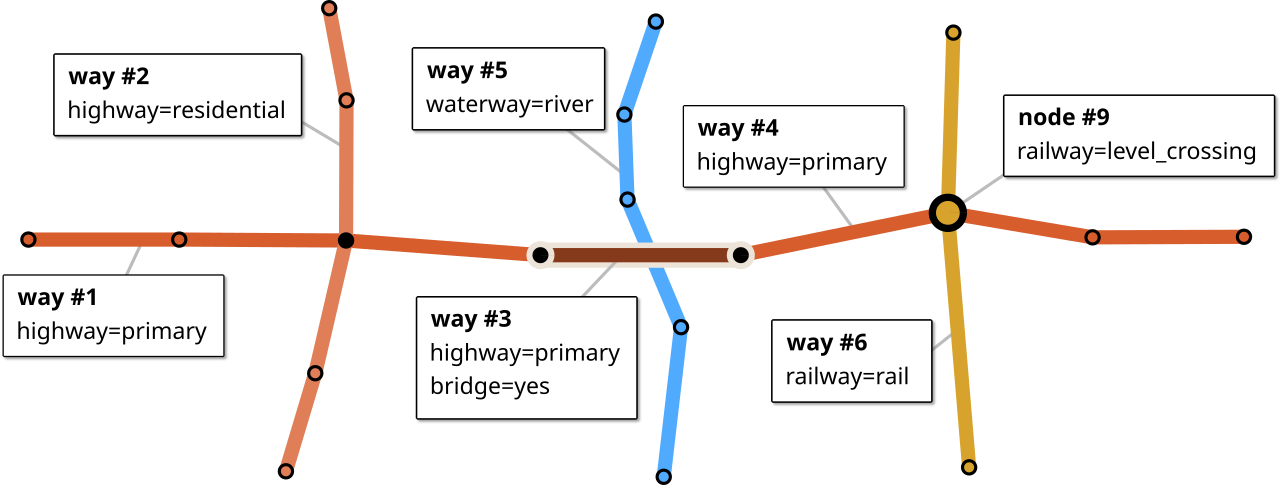 way #2
highway=residential
way #5
waterway=river
way #4
highway=primary
node #9
railway=level_crossing
way #1
highway=primary
way #3
highway=primary
bridge=yes
way #6
railway=rail